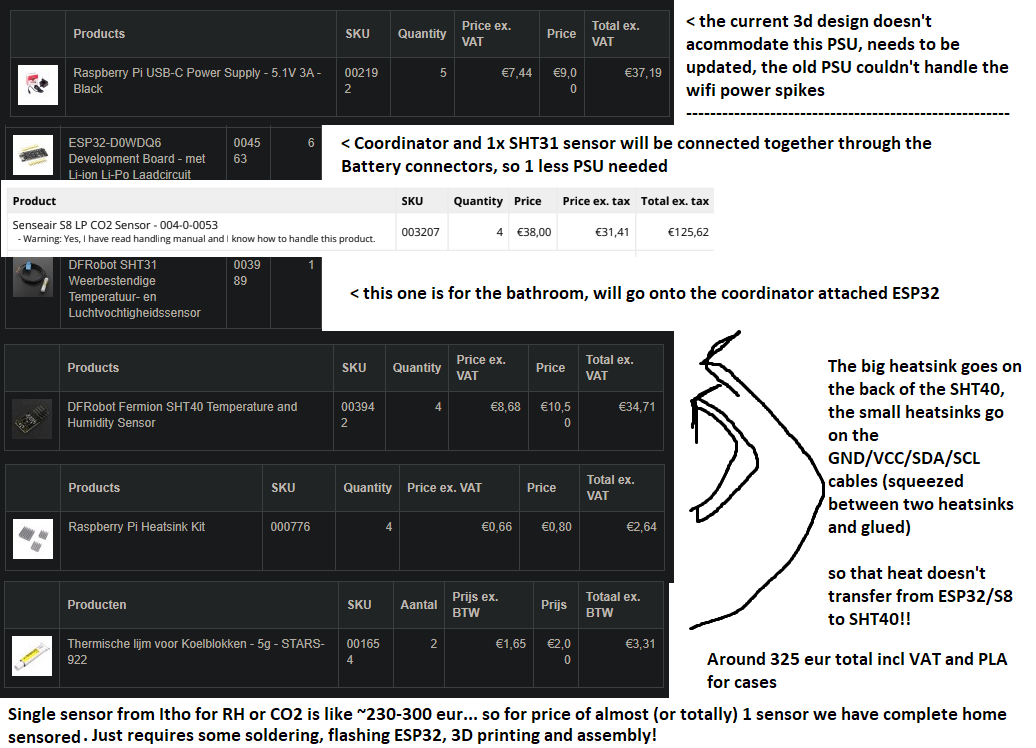 Products SKU Quantity Price ex. VAT Price Total ex. VAT
Raspberry Pi USB-C Power Supply - 5.1V 3A - Black 002192 5 €7,44 €9,00 €37,19
< the current 3d design doesn't
acommodate this PSU, needs to be
updated, the old PSU couldn't handle the
wifi power spikes
--------------------------------------------------
ESP32-D0WDQ6 004563 6
Development Board - met
Li-ion Li-Po Laadcircuit
< Coordinator and 1x SHT31 sensor will be connected together through the
Battery connectors, so 1 less PSU needed
Product SKU Quantity Price Price ex. tax Total ex. tax
Senseair S8 LP CO2 Sensor - 004-0-0053 003207 4 €38,00 €31,41 €125,62
- Warning: Yes, I have read handling manual and I know how to handle this product.
DFRobot SHT31 003989 1
Weerbestendige
Temperatuur- en
Luchtvochtigheidssensor
< this one is for the bathroom, will go onto the coordinator attached ESP32
Products SKU Quantity Price ex. VAT Price Total ex. VAT
DFRobot Fermion SHT40 Temperature and Humidity Sensor 003942 4 €8,68 €10,50 €34,71
Products SKU Quantity Price ex. VAT Price Total ex. VAT
Raspberry Pi Heatsink Kit 000776 4 €0,66 €0,80 €2,64
Producten SKU Aantal Prijs ex. BTW Prijs Totaal ex. BTW
Thermische lijm voor Koelblokken - 5g - STARS-922 001654 2 €1,65 €2,00 €3,31
The big heatsink goes on
the back of the SHT40,
the small heatsinks go
on the
GND/VCC/SDA/SCL
cables (squeezed
between two heatsinks
and glued)
so that heat doesn't
transfer from ESP32/S8
to SHT40!!
Around 325 eur total incl VAT and PLA
for cases
Single sensor from Itho for RH or CO2 is like ~230-300 eur... so for price of almost (or totally) 1 sensor we have complete home
sensored . Just requires some soldering, flashing ESP32, 3D printing and assembly!